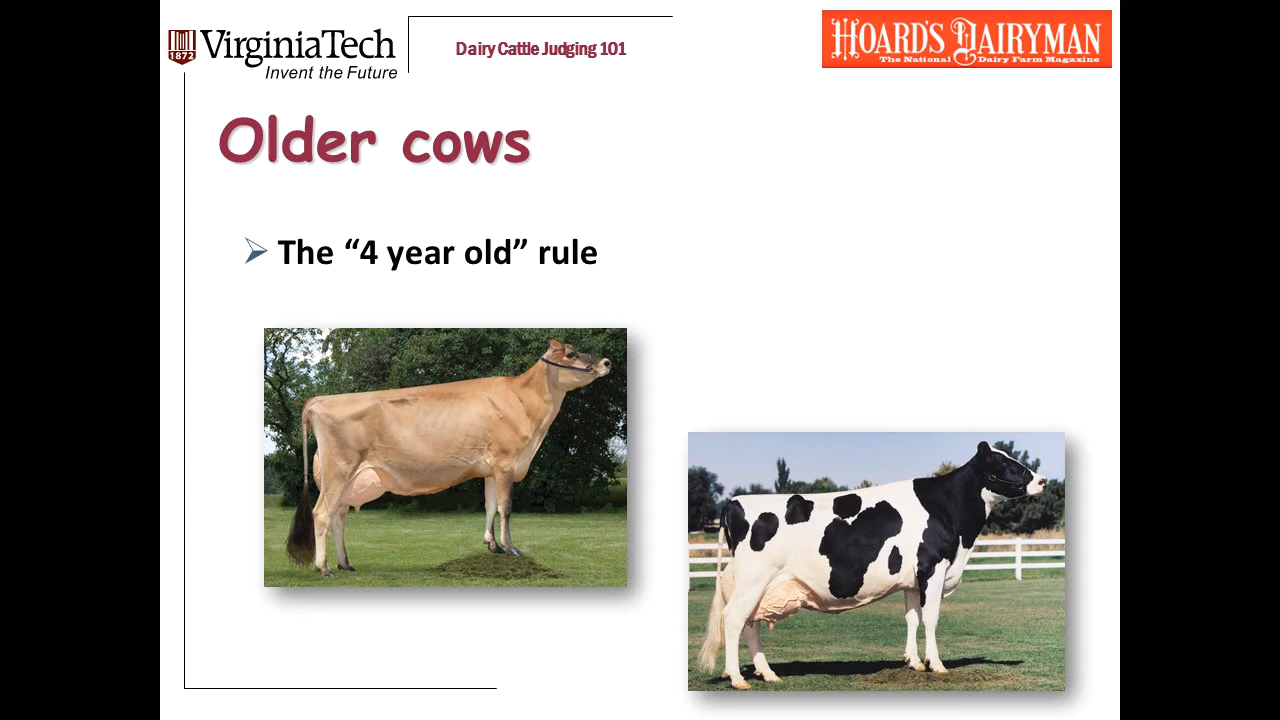 1872
VirginiaTech
Invent the Future
Dairy Cattle Judging 101
HOARD'S DAIRYMAN
The National Dairy Farm Magazine
Older cows
The “4 year old” rule